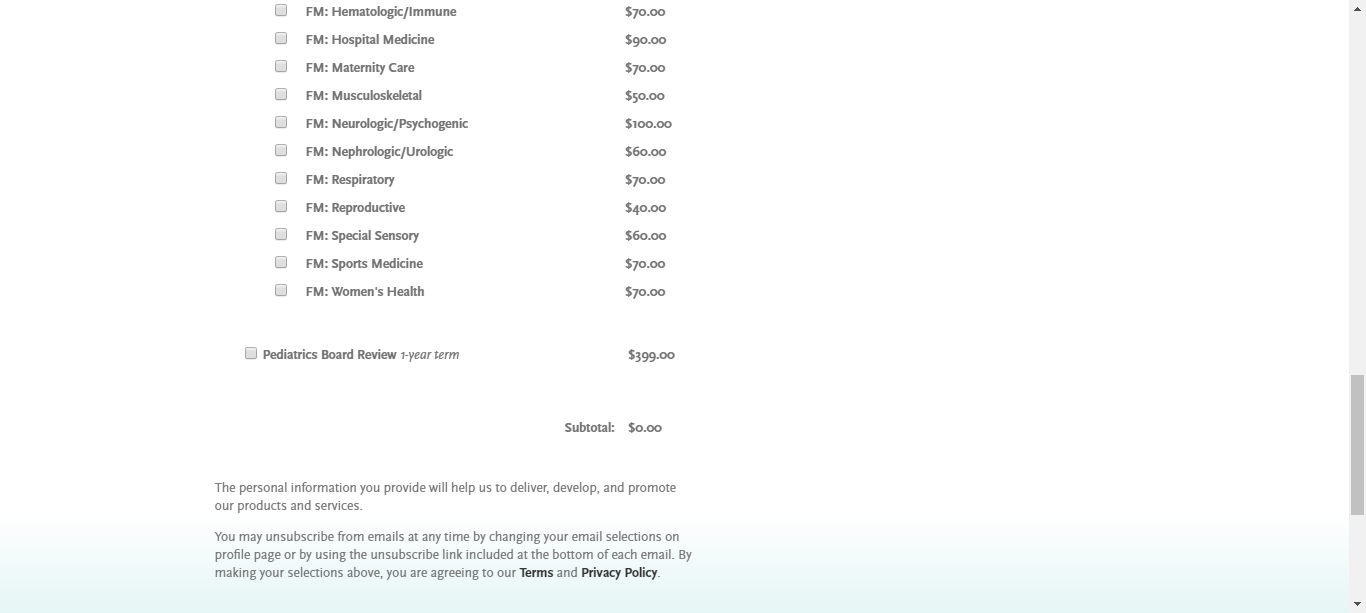 FM: Hematologic/Immune $70.00
FM: Hospital Medicine $90.00
FM: Maternity Care $70.00
FM: Musculoskeletal $50.00
FM: Neurologic/Psychogenic $100.00
FM: Nephrologic/Urologic $60.00
FM: Respiratory $70.00
FM: Reproductive $40.00
FM: Special Sensory $60.00
FM: Sports Medicine $70.00
FM: Women's Health $70.00
Pediatrics Board Review 1-year term $399.00
Subtotal: $0.00
The personal information you provide will help us to deliver, develop, and promote
our products and services.
You may unsubscribe from emails at any time by changing your email selections on
profile page or by using the unsubscribe link included at the bottom of each email. By
making your selections above, you are agreeing to our Terms and Privacy Policy.